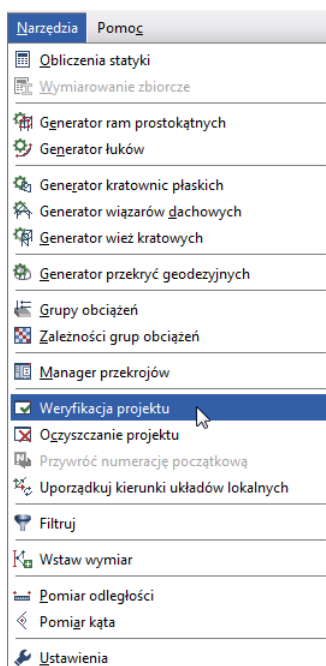 Narzędzia Pomoc
Obliczenia statyki
Wymiarowanie zbiorcze
Generator ram prostokątnych
Generator łuków
Generator kratownic płaskich
Generator wiązarów dachowych
Generator wież kratowych
Generator przekryć geodezyjnych
Grupy obciążeń
Zależności grup obciążeń
Manager przekrojów
Weryfikacja projektu
Oczyszczanie projektu
Przywróć numerację początkową
Uporządkuj kierunki układów lokalnych
Filtruj
Wstaw wymiar
Pomiar odległości
Pomiar kąta
Ustawienia